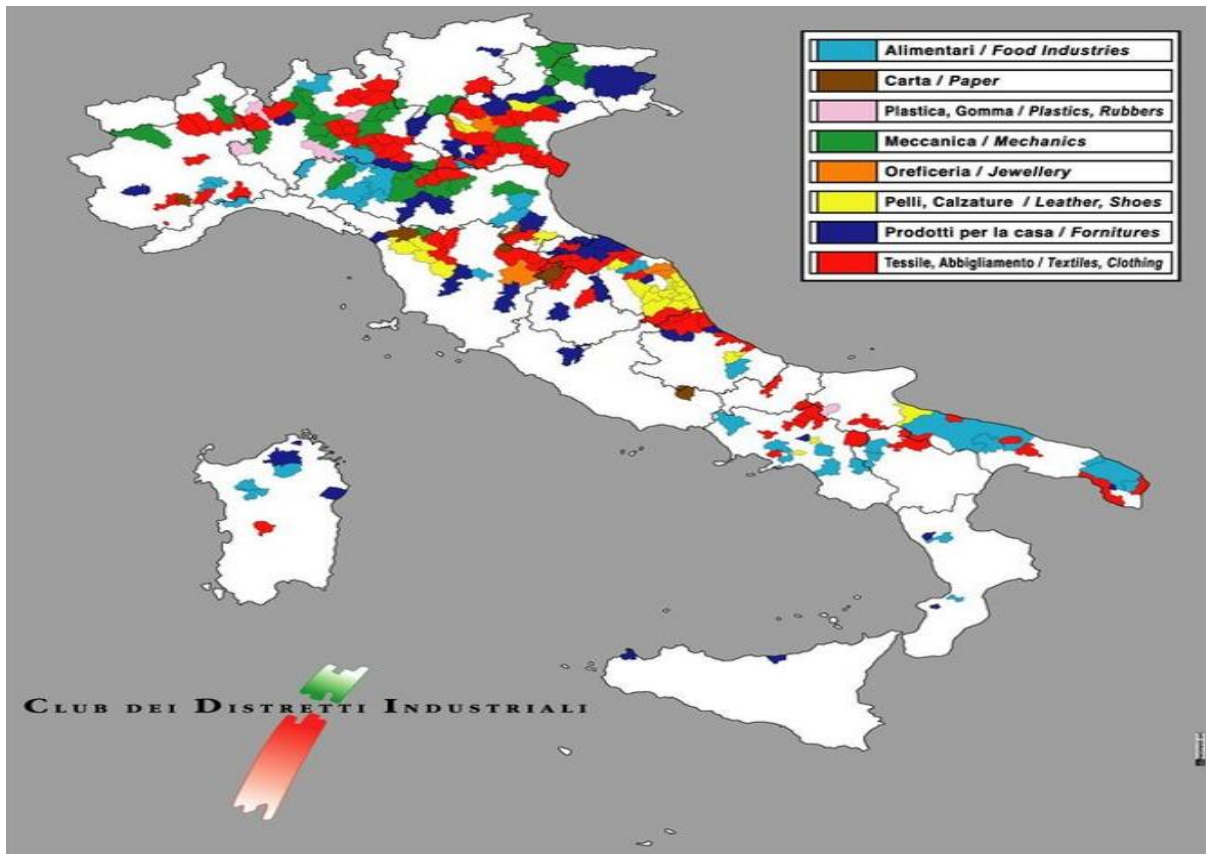 Alimentari / Food Industries
Carta / Paper
Plastica, Gomma / Plastics, Rubbers
Meccanica / Mechanics
Oreficeria / Jewellery
Pelli, Calzature / Leather, Shoes
Prodotti per la casa / Fornitures
Tessile, Abbigliamento / Textiles, Clothing
CLUB DEI DISTRETTI INDUSTRIALI